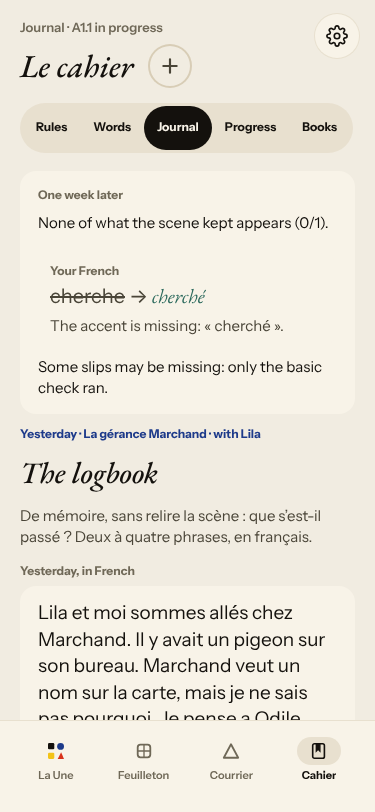 Journal · A1.1 in progress
Le cahier
Rules Words Journal Progress Books
One week later
None of what the scene kept appears (0/1).
Your French
cherche → cherché
The accent is missing: « cherché ».
Some slips may be missing: only the basic
check ran.
Yesterday · La gérance Marchand · with Lila
The logbook
De mémoire, sans relire la scène : que s'est-il
passé ? Deux à quatre phrases, en français.
Yesterday, in French
Lila et moi sommes allés chez
Marchand. Il y avait un pigeon sur
son bureau. Marchand veut un
nom sur la carte, mais je ne sais
pas pourquoi. Je pense a Odile
La Une Feuilleton Courrier Cahier